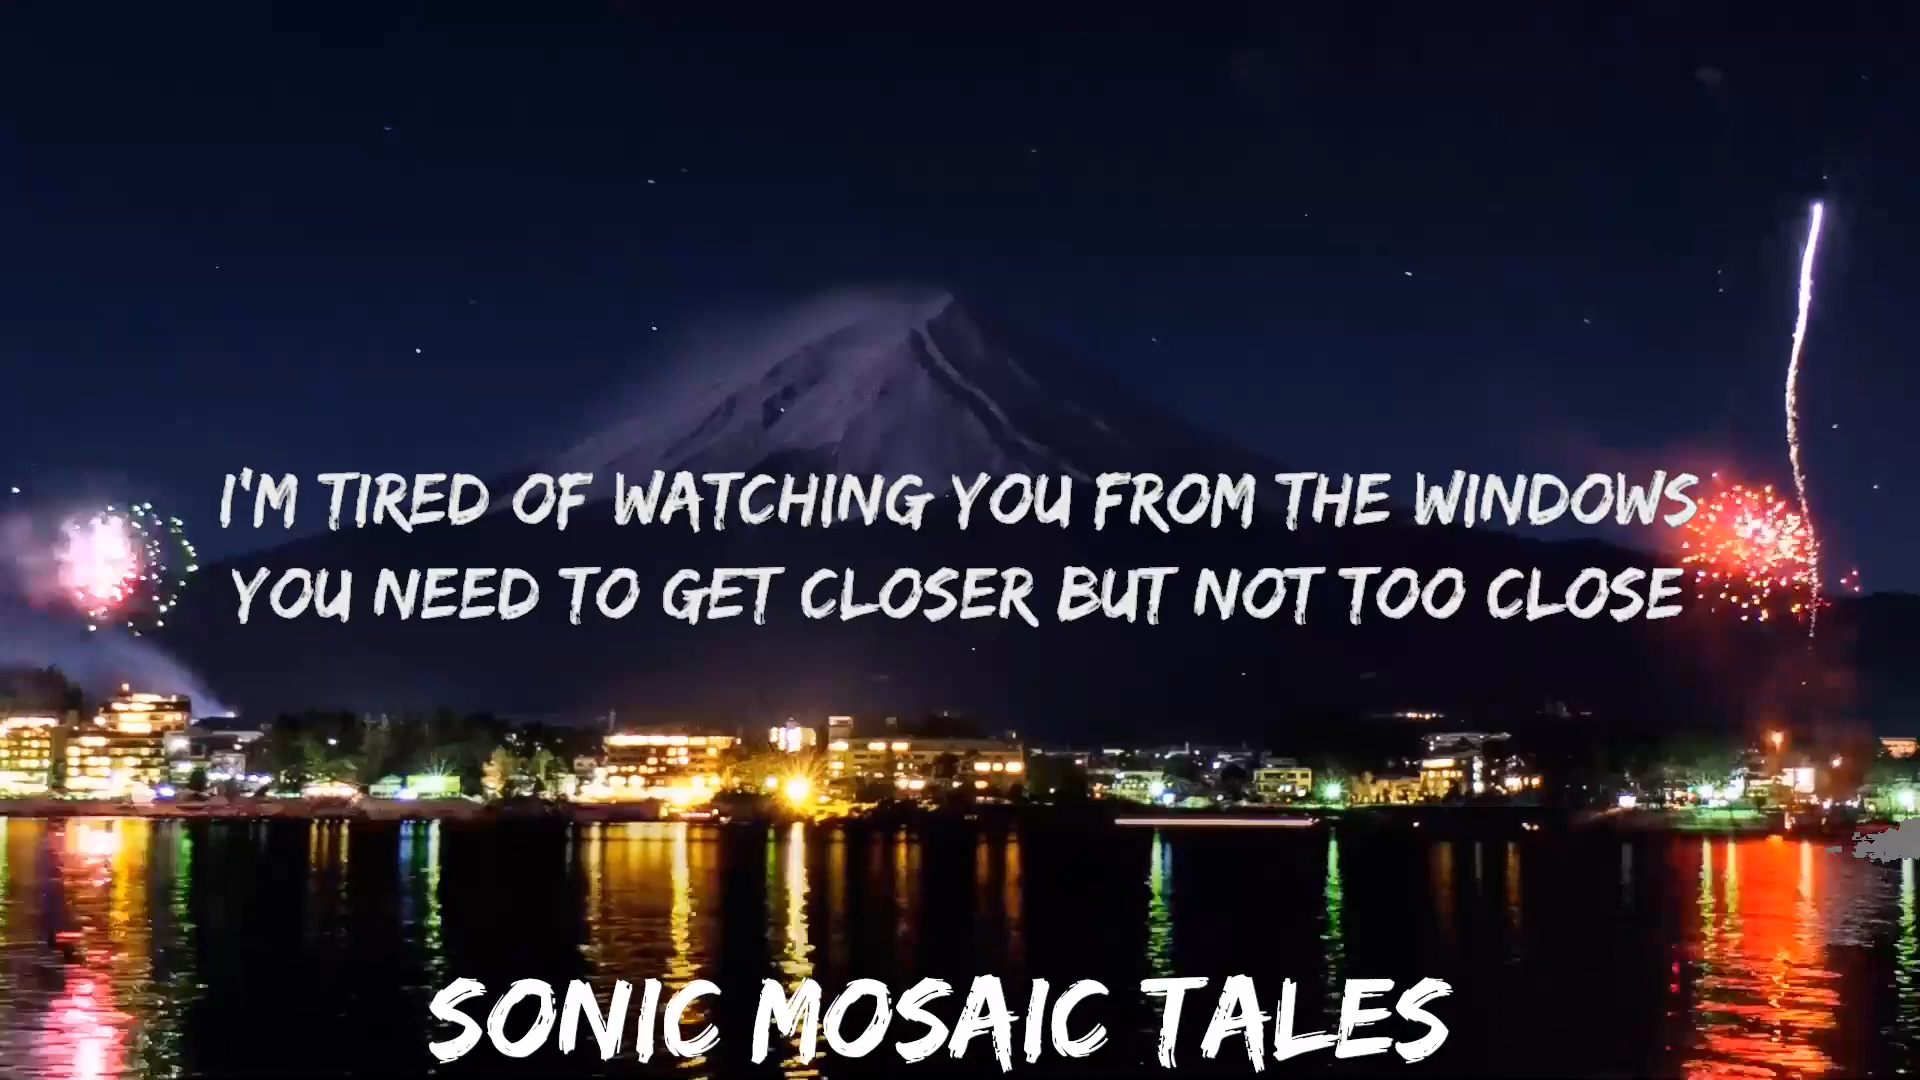 I'M TIRED OF WATCHING YOU FROM THE WINDOWS
YOU NEED TO GET CLOSER BUT NOT TOO CLOSE
SONIC MOSAIC TALES